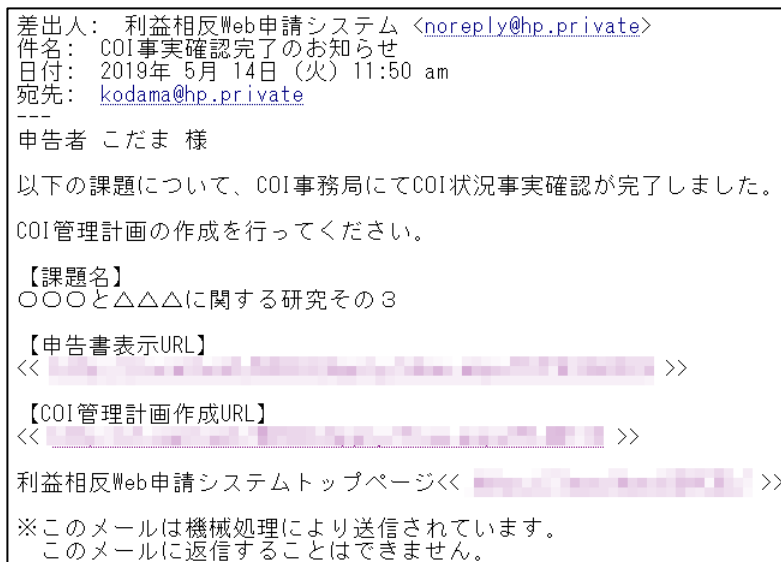 差出人: 利益相反Web申請システム <noreply@hp.private>
件名: COI事実確認完了のお知らせ
日付: 2019年 5月 14日 (火) 11:50 am
宛先: kodama@hp.private
---
申告者 こだま 様
以下の課題について、COI事務局にてCOI状況事実確認が完了しました。
COI管理計画の作成を行ってください。
【課題名】
〇〇〇と△△△に関する研究その３
【申告書表示URL】
<< >>
【COI管理計画作成URL】
<< >>
利益相反Web申請システムトップページ<< >>
※このメールは機械処理により送信されています。
このメールに返信することはできません。